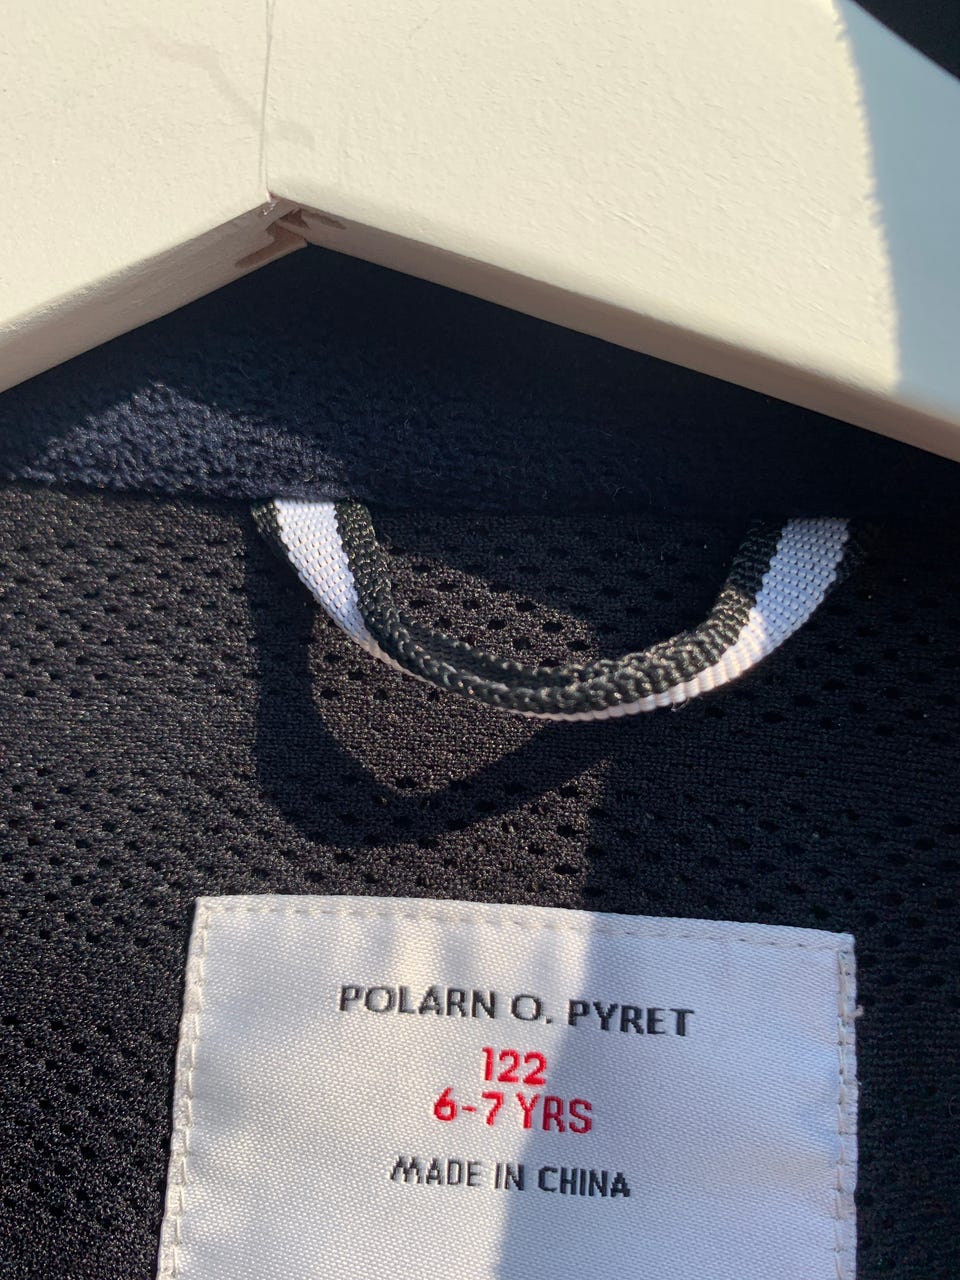 POLARN O. PYRET
122
6-7 YRS
MADE IN CHINA